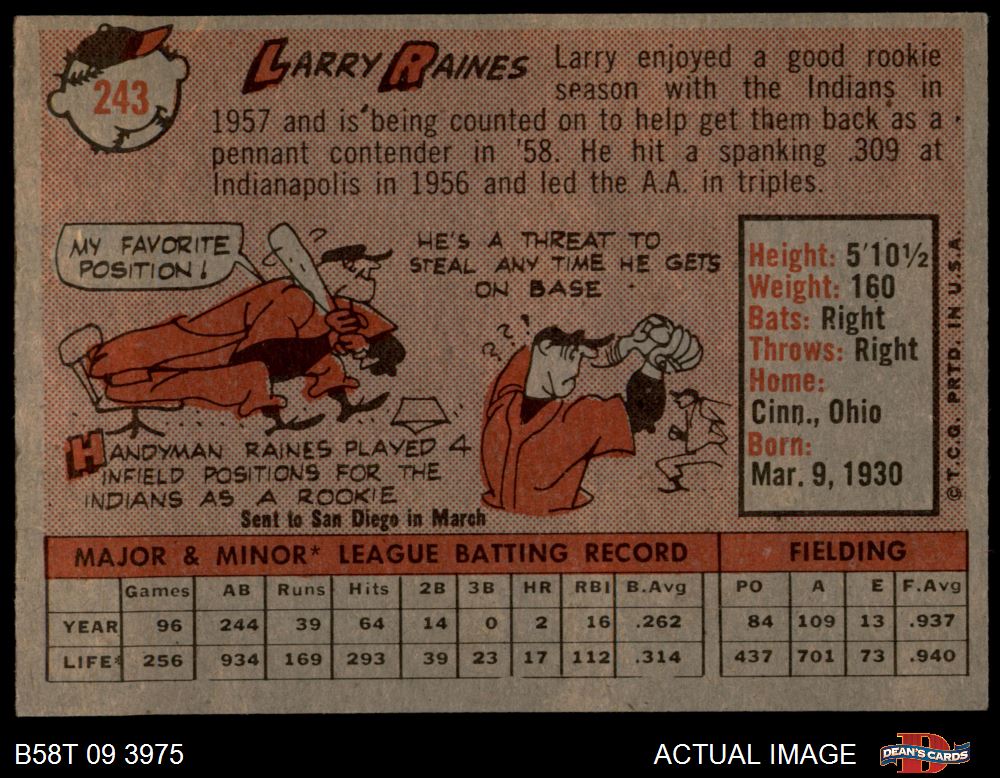 243
LARRY RAINES
Larry enjoyed a good rookie
season with the Indians in
1957 and is being counted on to help get them back as a
pennant contender in '58. He hit a spanking .309 at
Indianapolis in 1956 and led the A.A. in triples.
MY FAVORITE
POSITION!
?
HE'S A THREAT TO
STEAL ANY TIME HE GETS
ON BASE
???
HANDYMAN RAINES PLAYED 4
INFIELD POSITIONS FOR THE
INDIANS AS A ROOKIE
Sent to San Diego in March
Height: 5'10½
Weight: 160
Bats: Right
Throws: Right
Home:
Cinn., Ohio
Born:
Mar. 9, 1930
©T.C.G. PRTD. IN U.S.A.
MAJOR & MINOR* LEAGUE BATTING RECORD FIELDING
Games AB Runs Hits 2B 3B HR RBI B.Avg PO A E F.Avg
YEAR 96 244 39 64 14 0 2 16 .262 84 109 13 .937
LIFE* 256 934 169 293 39 23 17 112 .314 437 701 73 .940
B58T 09 3975
ACTUAL IMAGE
DEAN'S CARDS